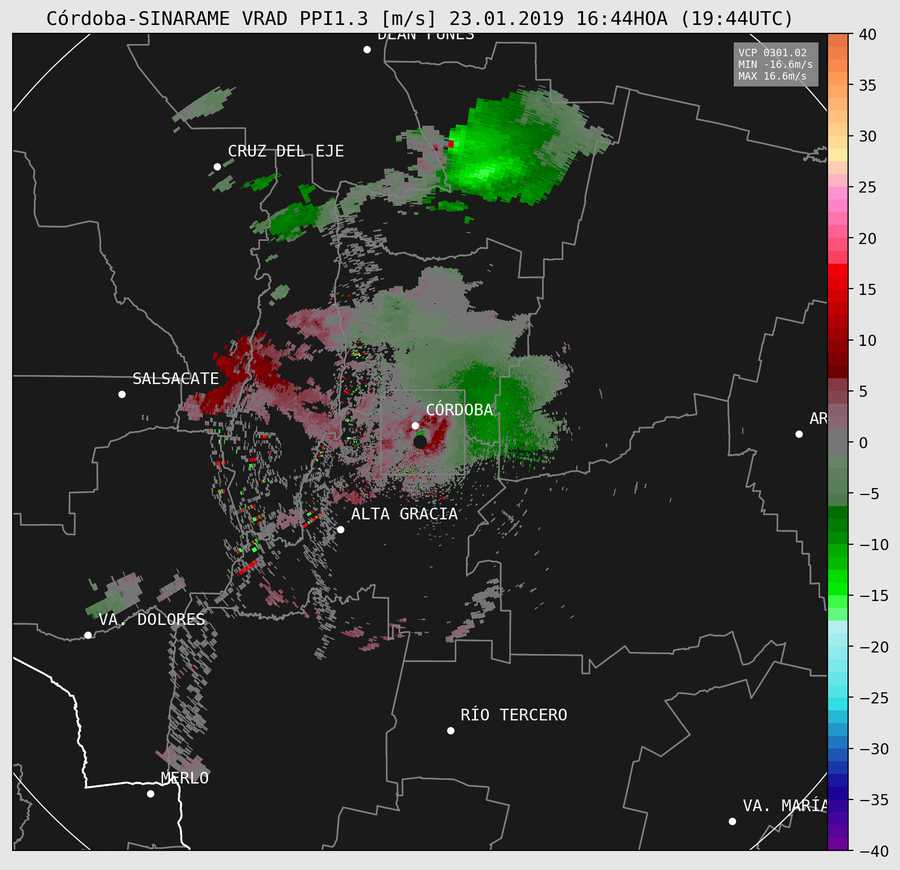 Córdoba-SINARAME VRAD PPI1.3 [m/s] 23.01.2019 16:44HOA (19:44UTC)
DEAN FUNES
VCP 0301.02
MIN -16.6m/s
MAX 16.6m/s
CRUZ DEL EJE
SALSACATE
CÓRDOBA
AR
ALTA GRACIA
VA. DOLORES
RÍO TERCERO
MERLO
VA. MARÍA
40
35
30
25
20
15
10
5
0
−5
−10
−15
−20
−25
−30
−35
−40